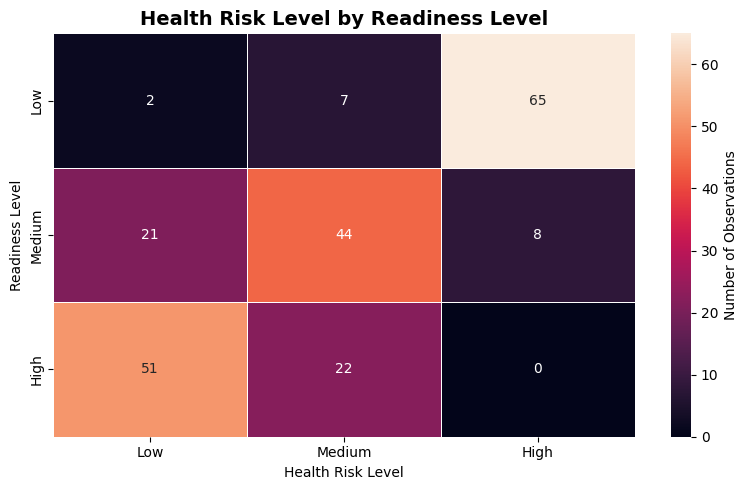 Health Risk Level by Readiness Level
Readiness Level
Low
2
7
65
Medium
21
44
8
High
51
22
0
Low
Medium
High
Health Risk Level
60
50
40
30
20
10
0
Number of Observations